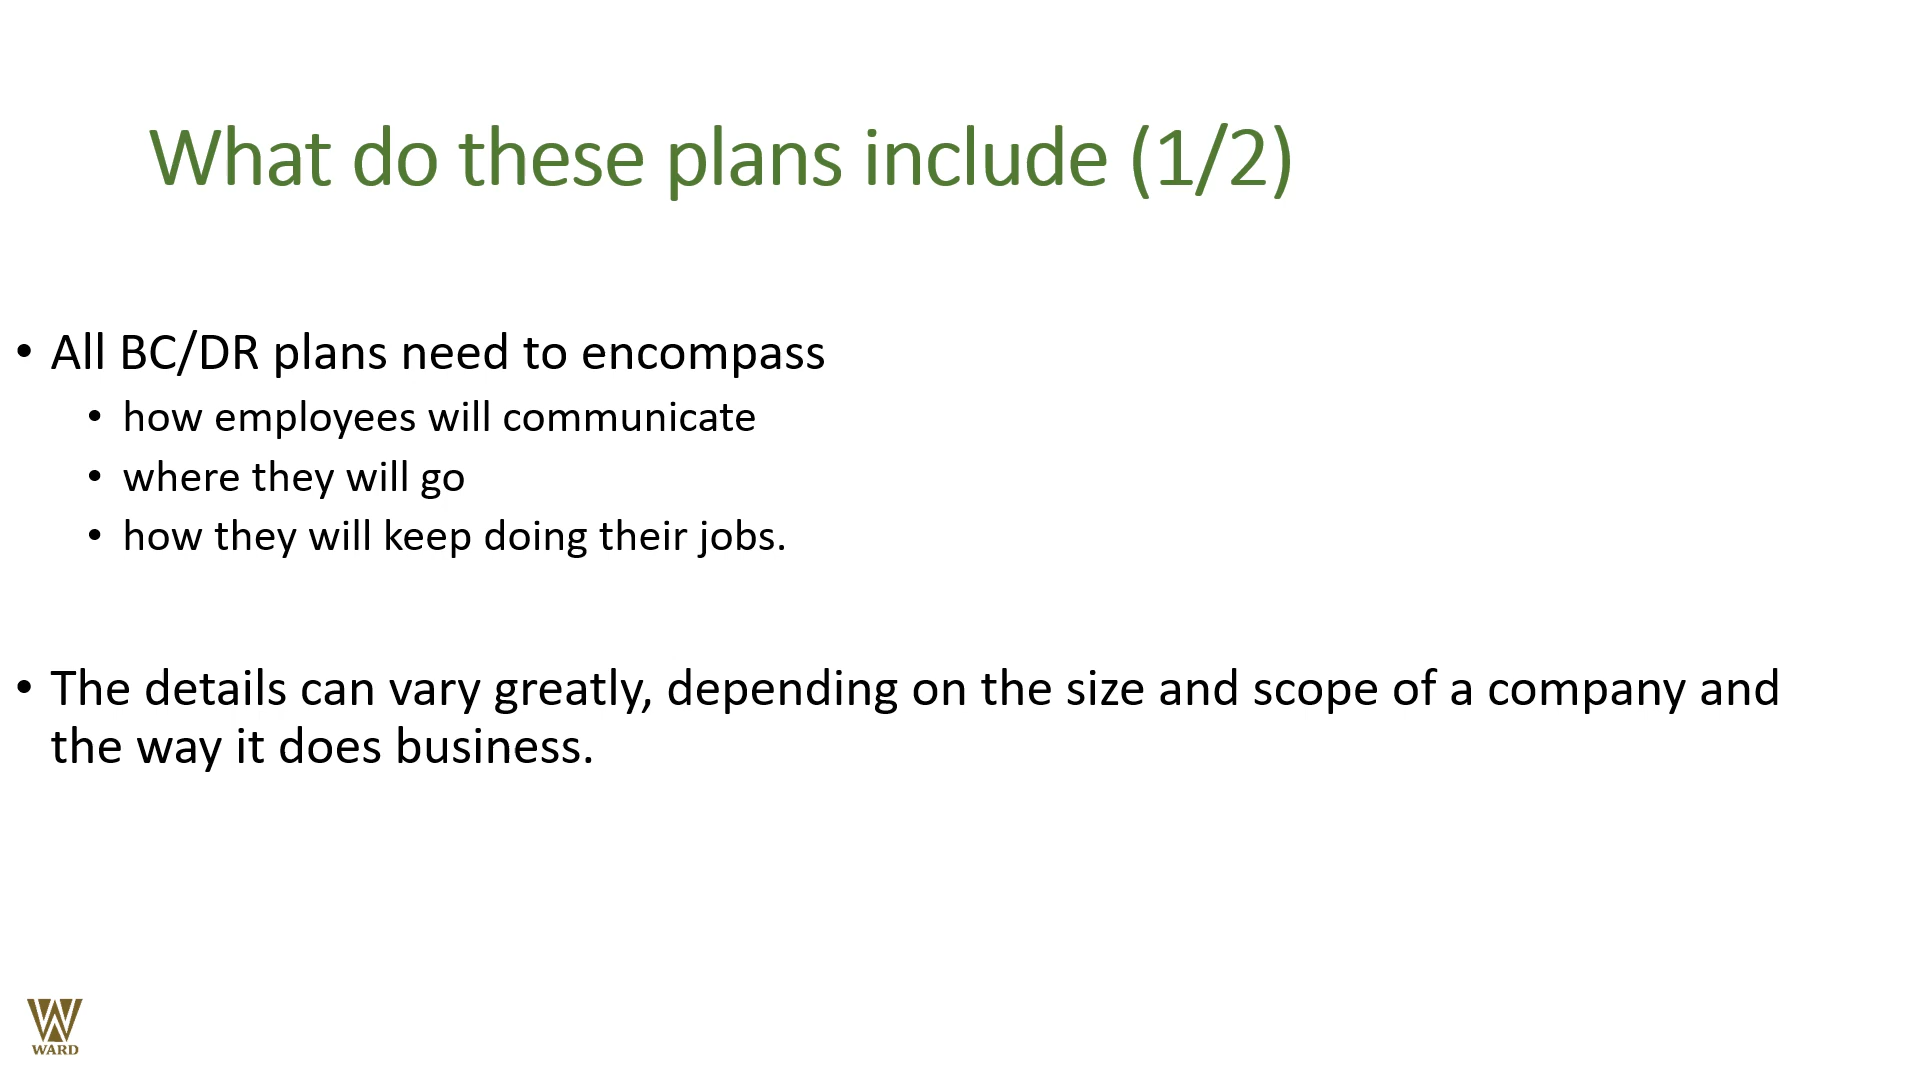 What do these plans include (1/2)
• All BC/DR plans need to encompass
• how employees will communicate
• where they will go
• how they will keep doing their jobs.
• The details can vary greatly, depending on the size and scope of a company and
the way it does business.
WARD